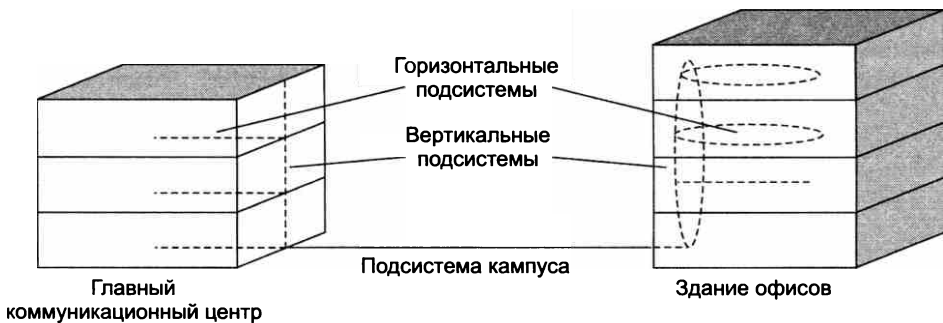 Горизонтальные
подсистемы
Вертикальные
подсистемы
Подсистема кампуса
Главный
коммуникационный центр
Здание офисов